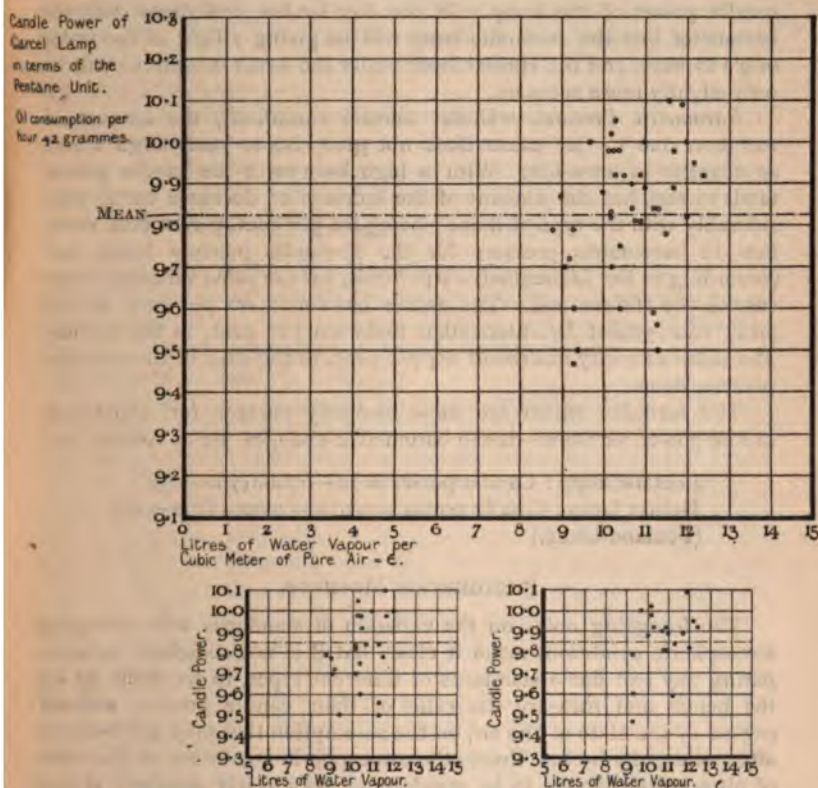 Candle Power of
Carcel Lamp
in terms of the
Pentane Unit.
Oil consumption per
hour 42 grammes.
10·3
10·2
10·1
10·0
9·9
MEAN
9·8
9·7
9·6
9·5
9·4
9·3
9·2
9·1
0 1 2 3 4 5 6 7 8 9 10 11 12 13 14 15
Litres of Water Vapour per
Cubic Meter of Pure Air = e.
Candle Power.
10·1
10·0
9·9
9·8
9·7
9·6
9·5
9·4
9·3
5 6 7 8 9 10 11 12 13 14 15
Litres of Water Vapour.
Candle Power.
10·1
10·0
9·9
9·8
9·7
9·6
9·5
9·4
9·3
5 6 7 8 9 10 11 12 13 14 15
Litres of Water Vapour.